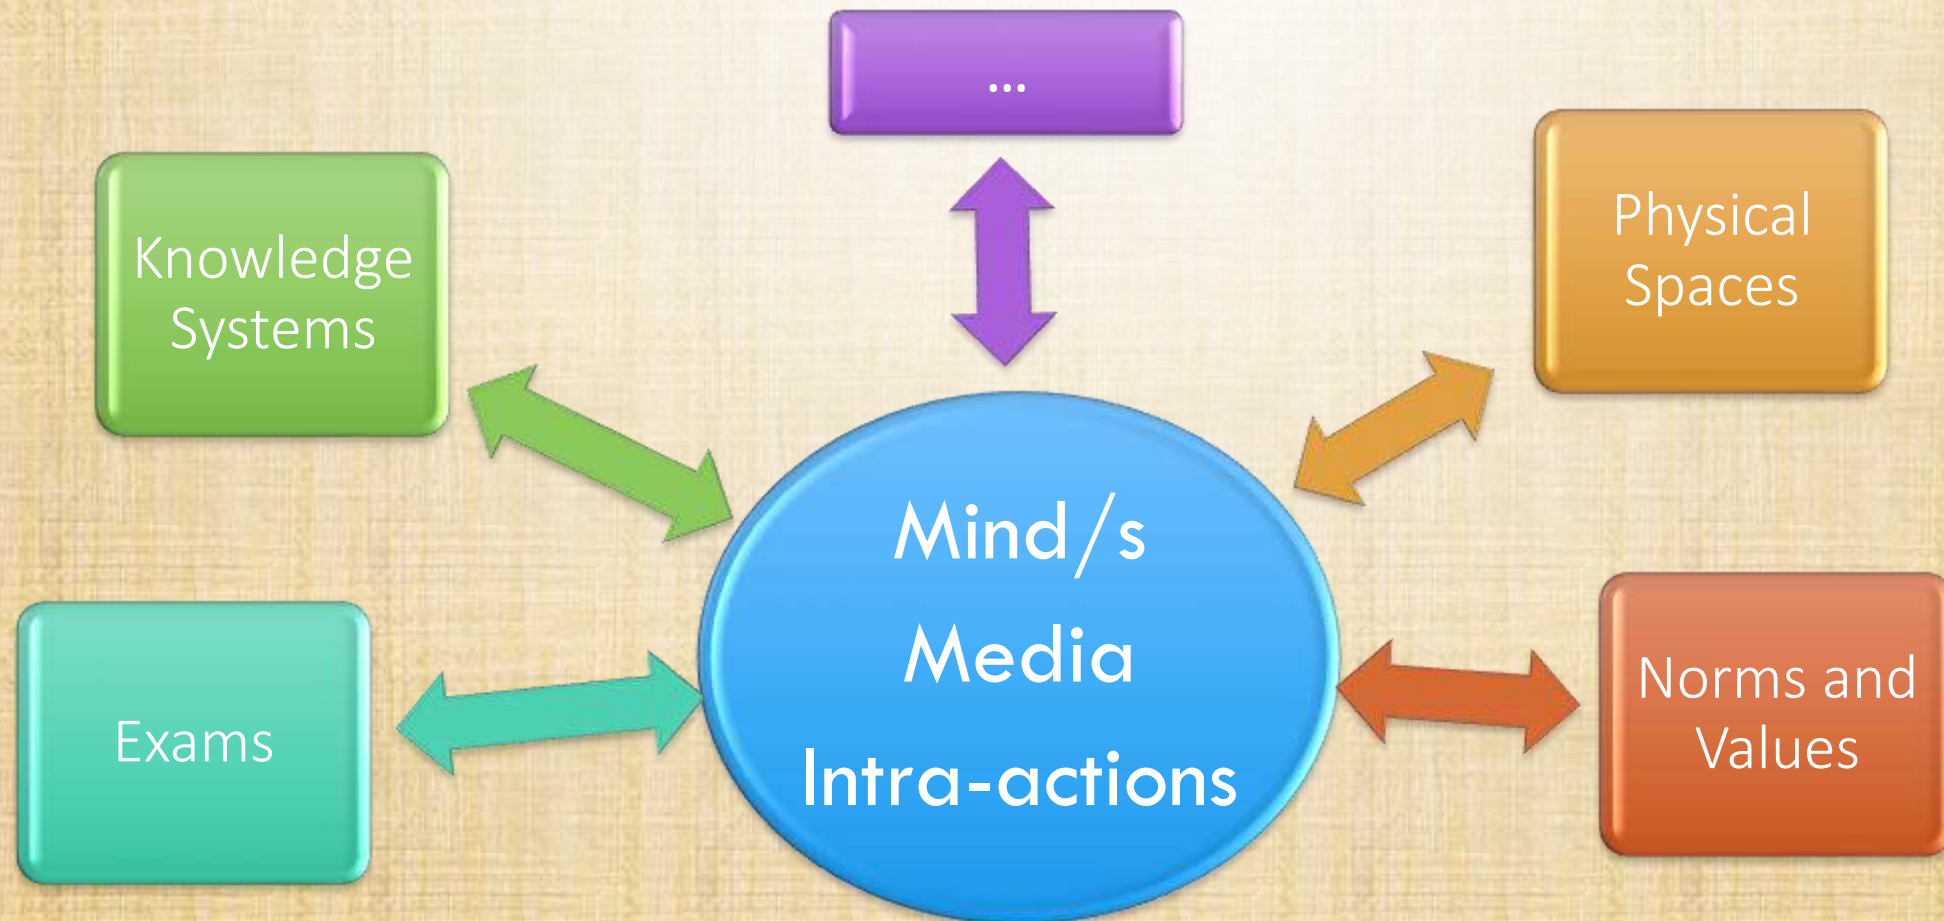 ...
Knowledge
Systems
Physical
Spaces
Mind/s
Media
Intra-actions
Exams
Norms and
Values